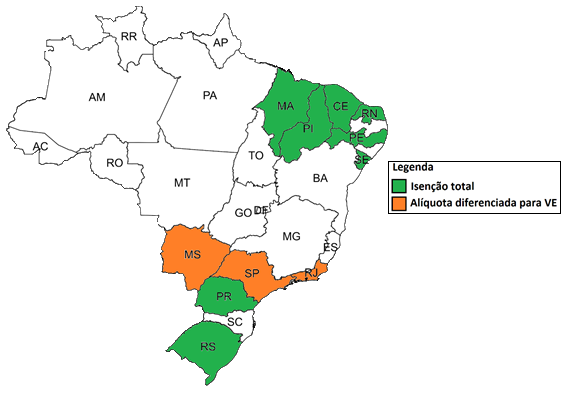 RR
AP
AM
PA
MA
CE
RN
PI
PE
AC
TO
SE
RO
BA
MT
GO
DF
MG
ES
MS
SP
RJ
PR
SC
RS
Legenda
Isenção total
Alíquota diferenciada para VE